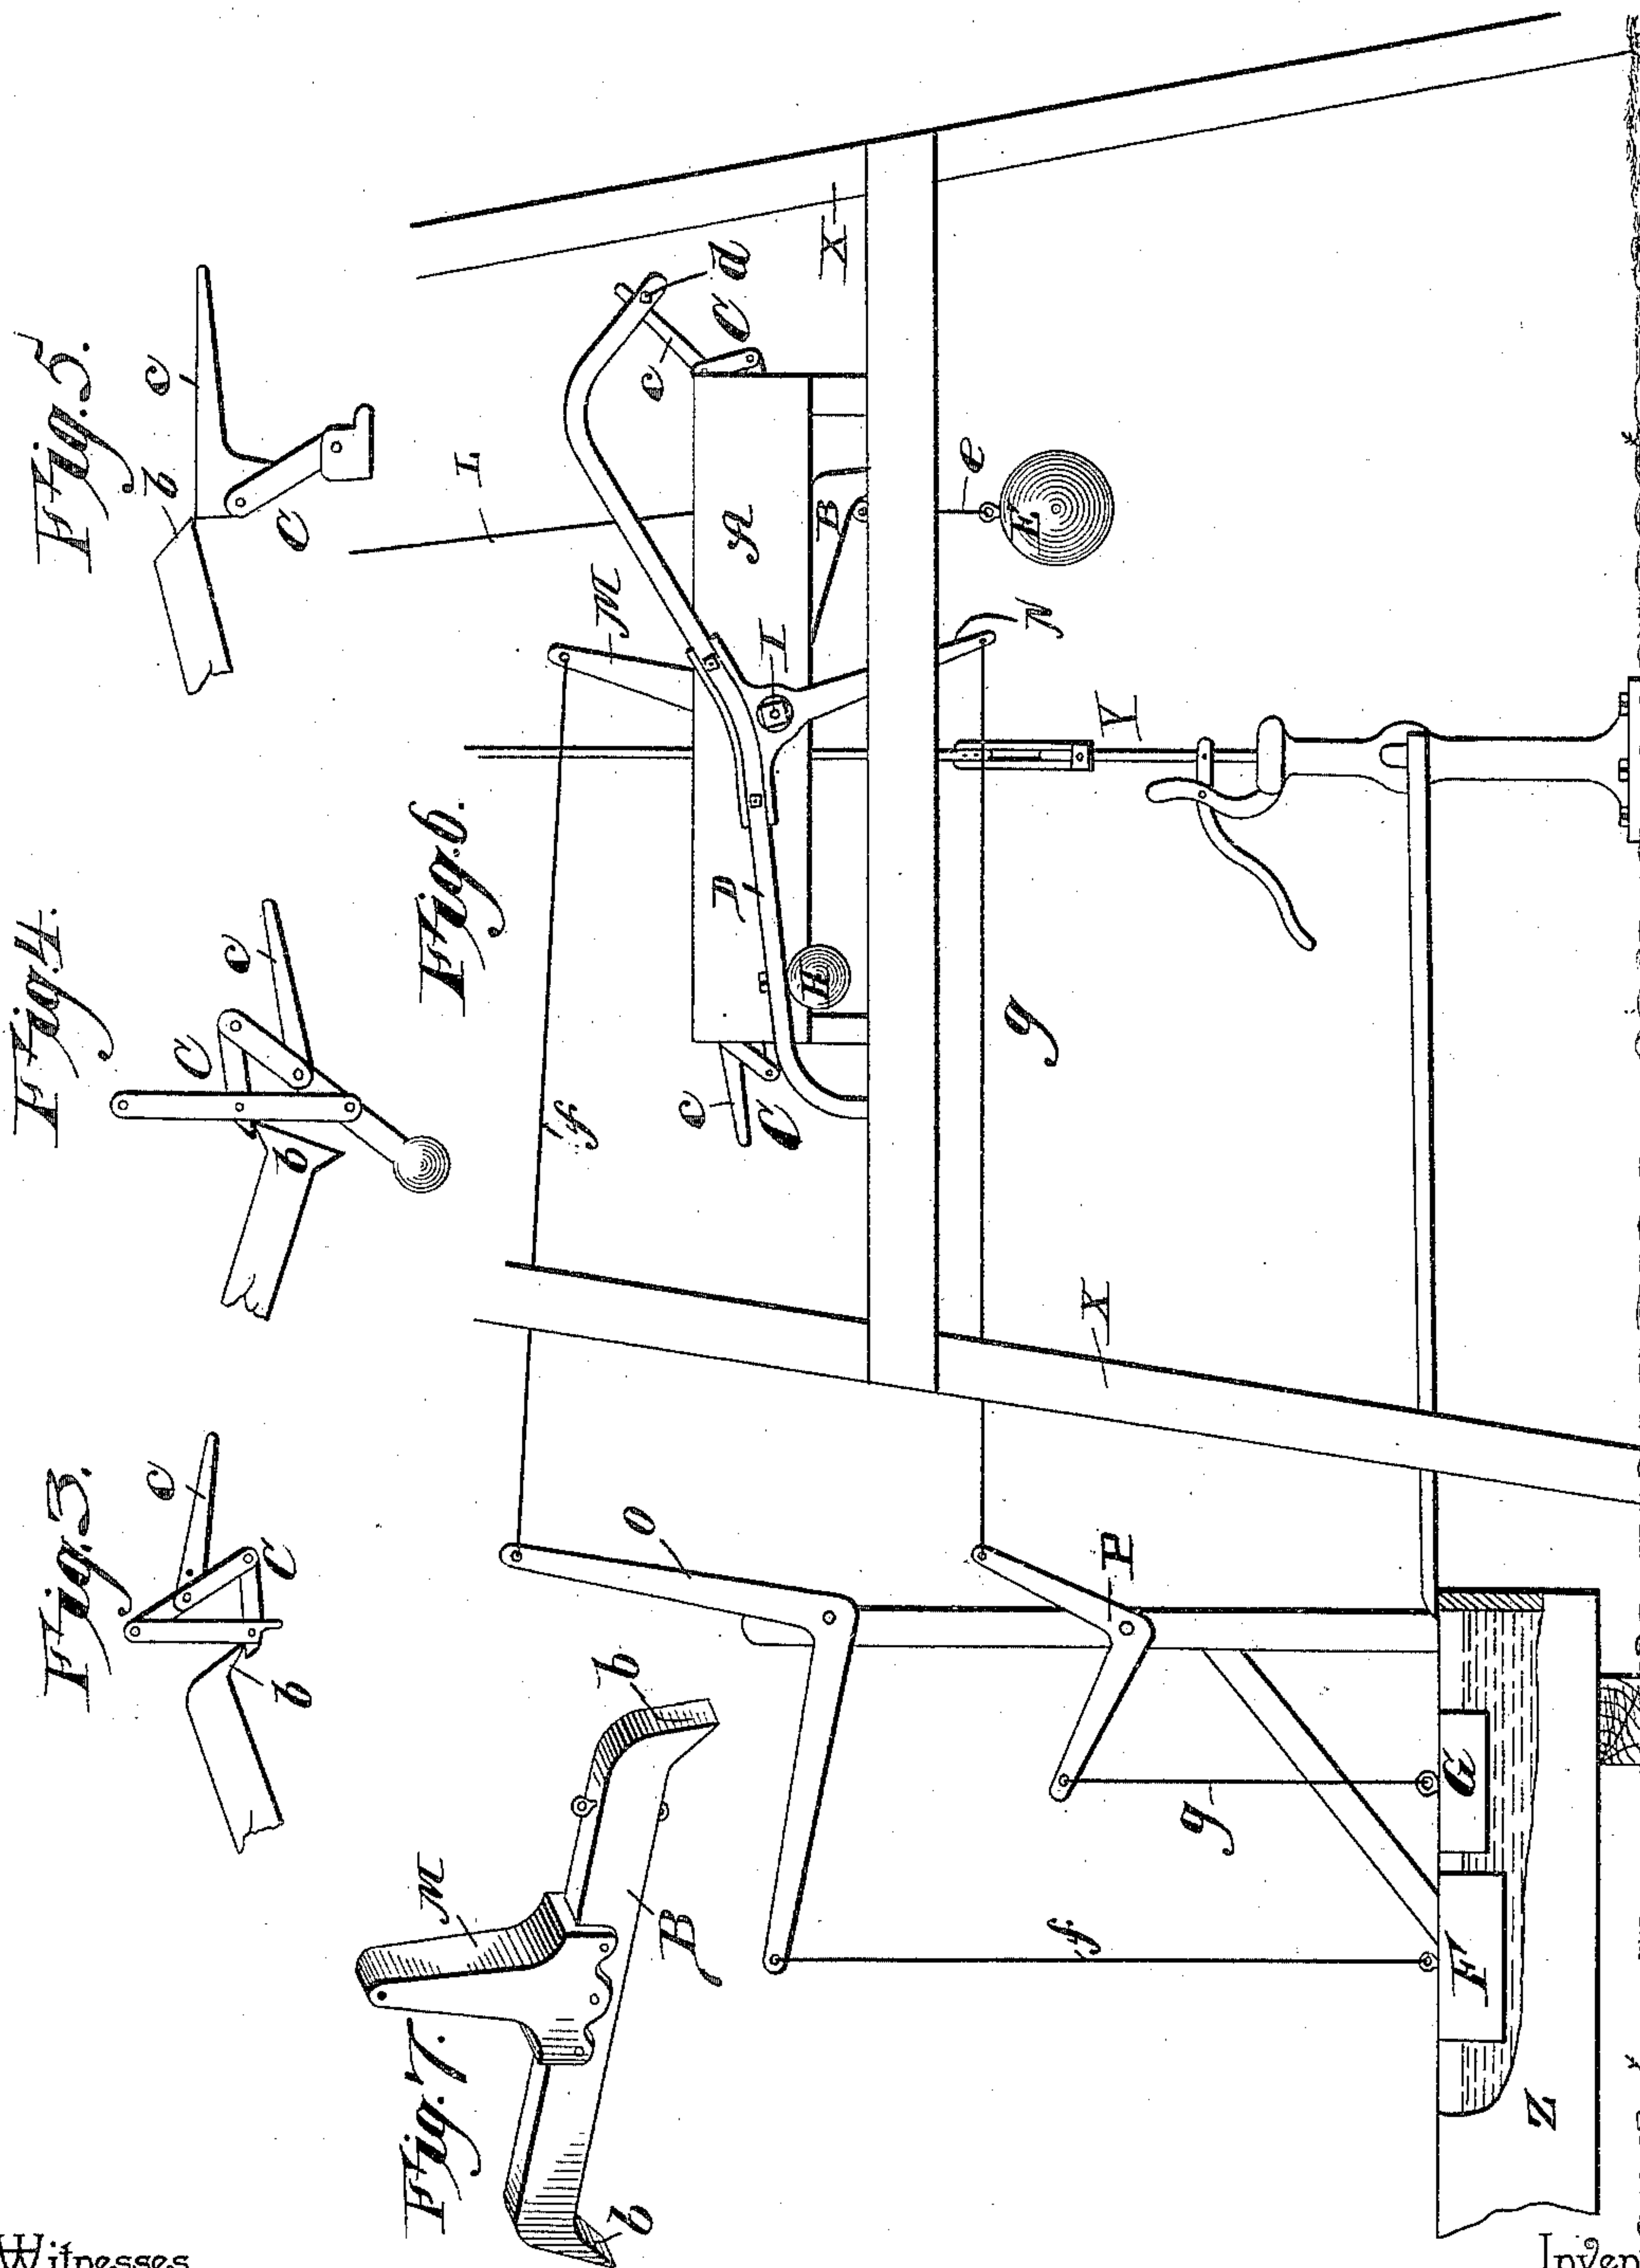 Fig. 3.
c
C
b
Fig. 4.
c
C
b
Fig. 5.
c
b
C
Fig. 6.
L
M
A
B
I
D
H
c
C
c
C
d
X
e
E
N
Y
f
g
X
O
P
g
f
G
F
Z
Fig. 7.
M
b
B
b
Witnesses
Inven